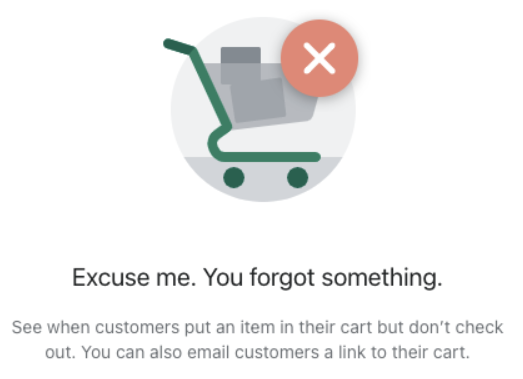 Excuse me. You forgot something.
See when customers put an item in their cart but don’t check
out. You can also email customers a link to their cart.